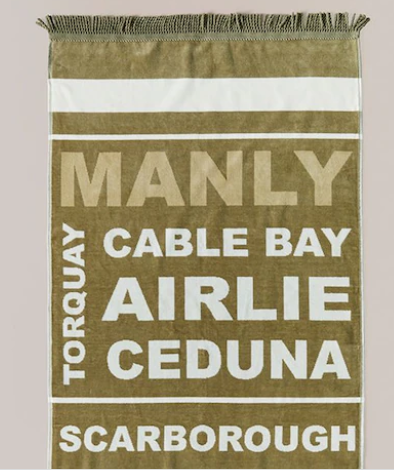 MANLY
TORQUAY
CABLE BAY
AIRLIE
CEDUNA
SCARBOROUGH